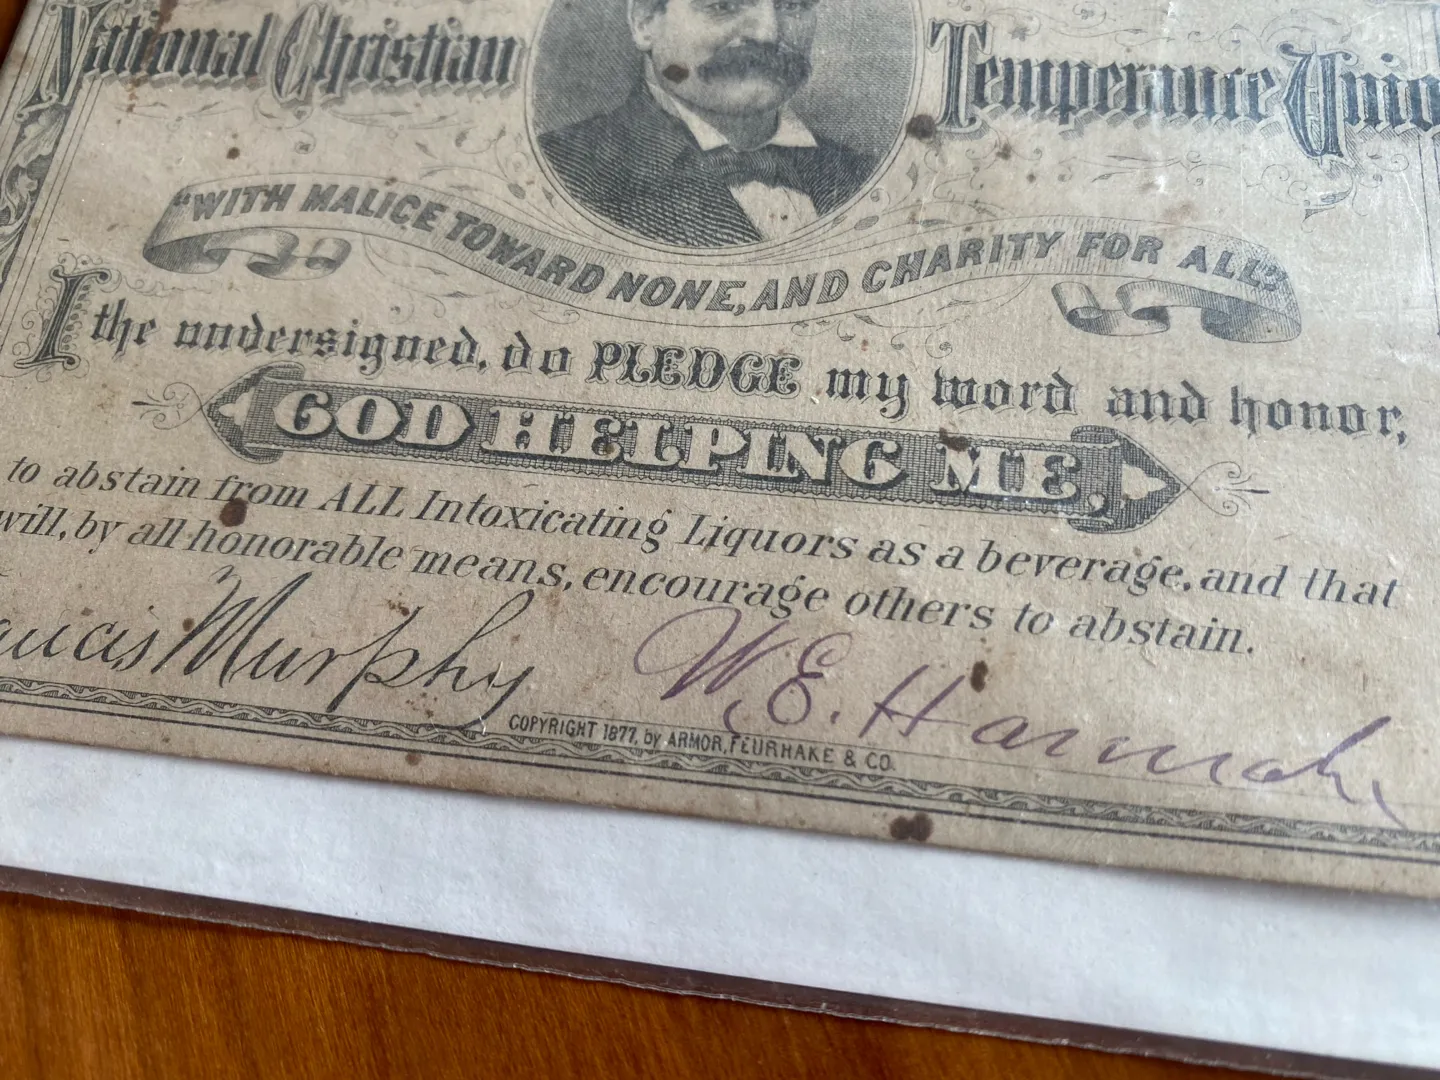 National Christian Temperance Unio
"WITH MALICE TOWARD NONE, AND CHARITY FOR ALL"
I the undersigned, do PLEDGE my word and honor,
GOD HELPING ME,
to abstain from ALL Intoxicating Liquors as a beverage, and that
will, by all honorable means, encourage others to abstain.
ancis Murphy W. E. Hannah
COPYRIGHT 1877, by ARMOR, FEURHAKE & CO.